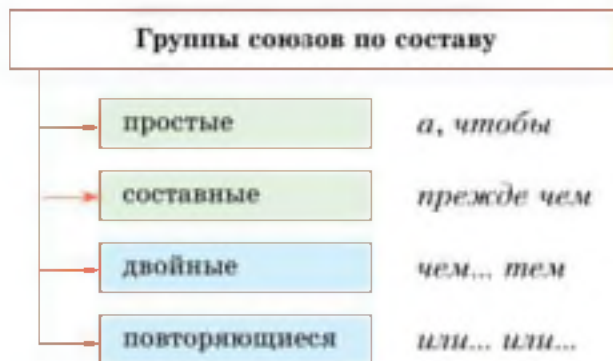 Группы союзов по составу
простые а, чтобы
составные прежде чем
двойные чем... тем
повторяющиеся или... или...